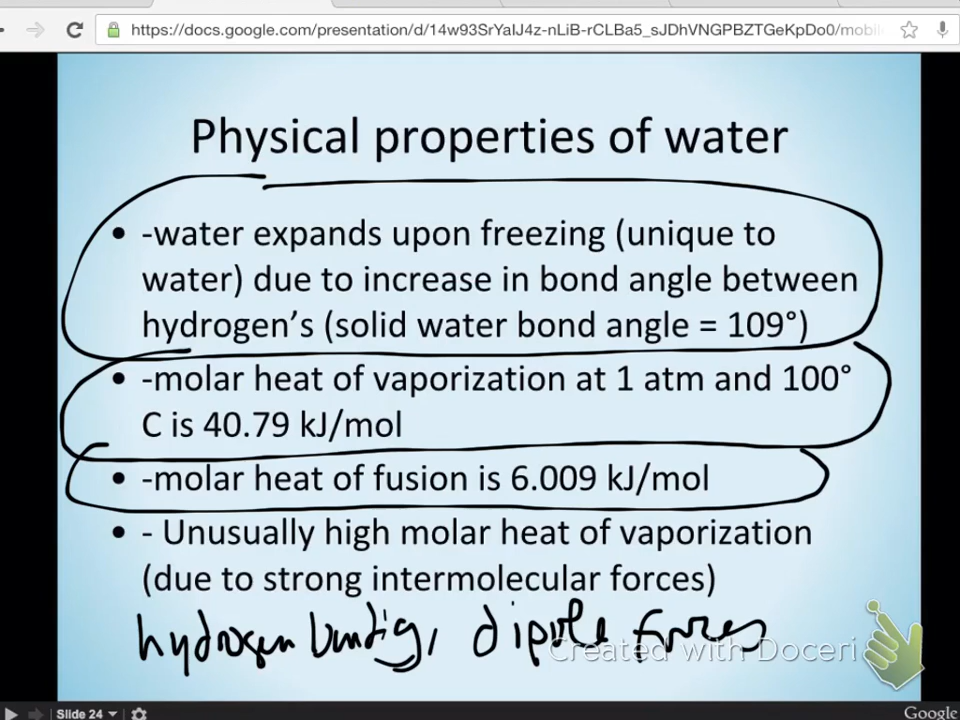 https://docs.google.com/presentation/d/14w93SrYaIJ4z-nLiB-rCLBa5_sJDhVNGPBZTGeKpDo0/mobil
Physical properties of water
• -water expands upon freezing (unique to
water) due to increase in bond angle between
hydrogen's (solid water bond angle = 109°)
• -molar heat of vaporization at 1 atm and 100°
C is 40.79 kJ/mol
• -molar heat of fusion is 6.009 kJ/mol
• - Unusually high molar heat of vaporization
(due to strong intermolecular forces)
hydrogen bonding, dipole forces
Created with Doceri
Slide 24
Google